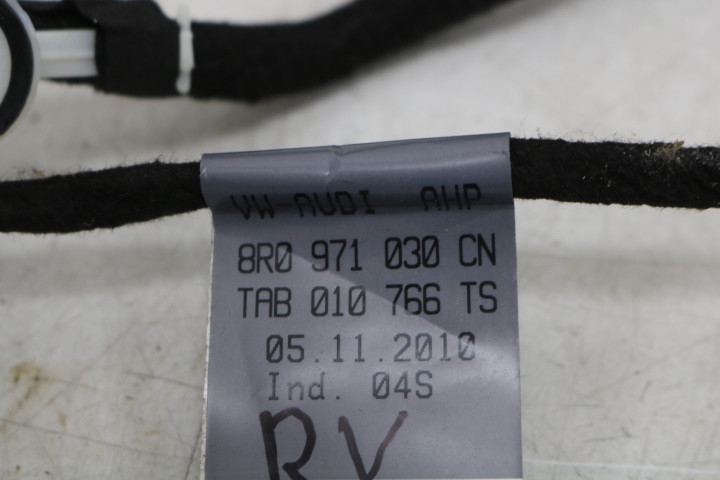 VW-AUDI AHP
8R0 971 030 CN
TAB 010 766 TS
05.11.2010
Ind. 04S
RV